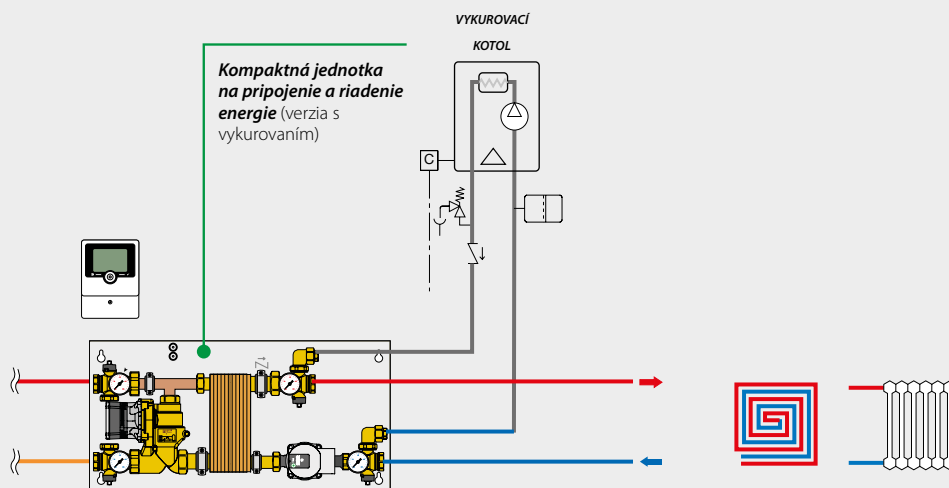 VYKUROVACÍ
KOTOL
Kompaktná jednotka
na pripojenie a riadenie
energie (verzia s
vykurovaním)
C